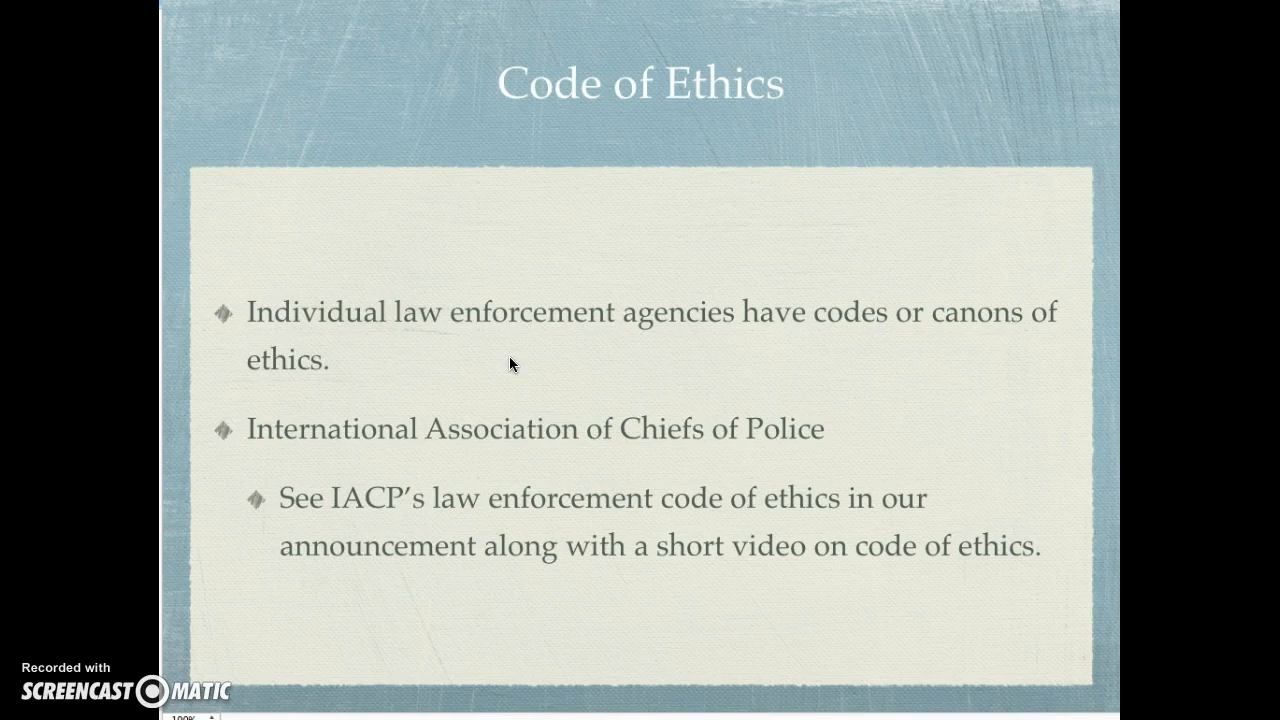 Code of Ethics
Individual law enforcement agencies have codes or canons of
ethics.
International Association of Chiefs of Police
See IACP’s law enforcement code of ethics in our
announcement along with a short video on code of ethics.
Recorded with
SCREENCAST O MATIC
100%